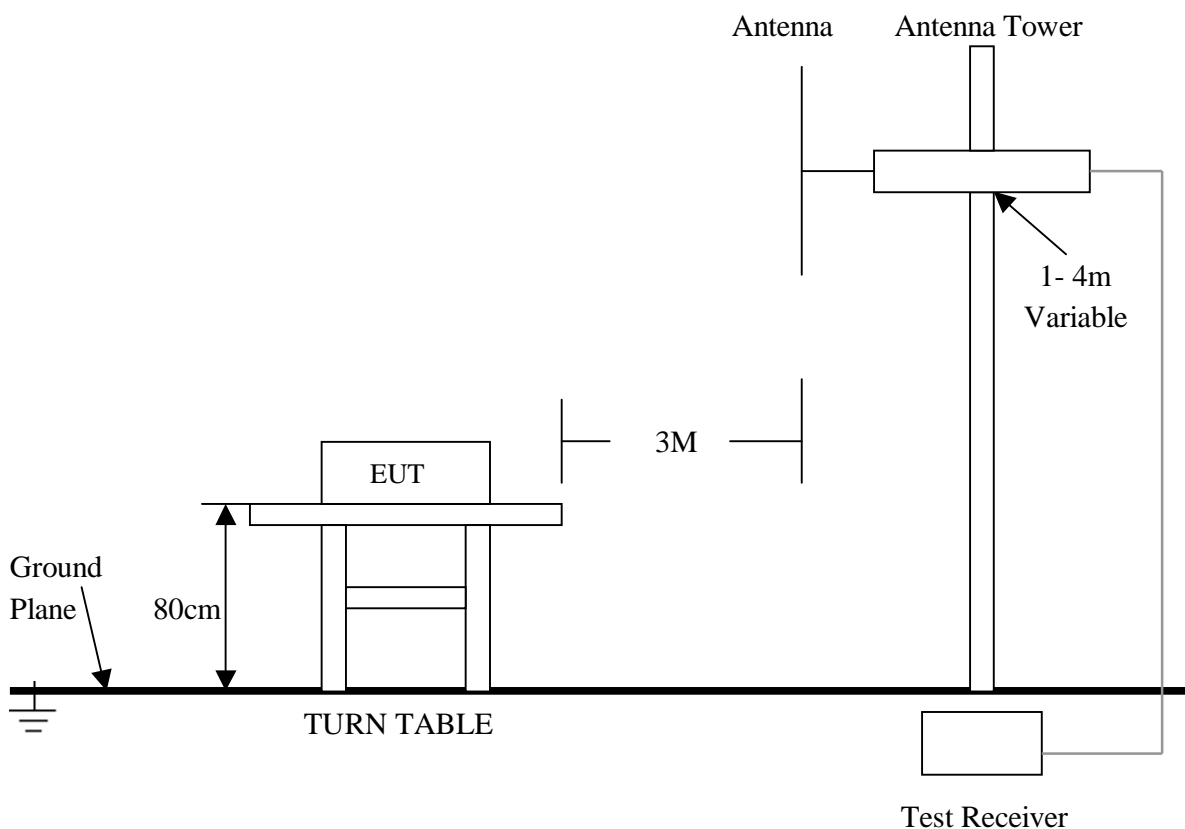 Antenna
Antenna Tower
1- 4m
Variable
3M
EUT
Ground
Plane
80cm
TURN TABLE
Test Receiver